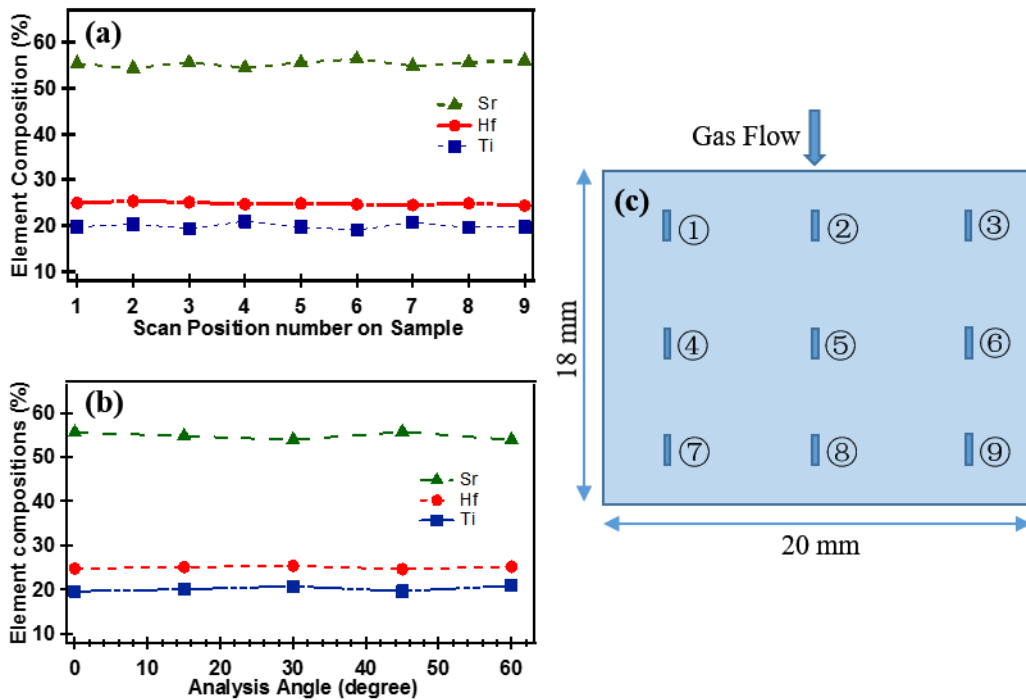 (a)
Element Composition (%)
60
50
40
30
20
10
Sr
Hf
Ti
1 2 3 4 5 6 7 8 9
Scan Position number on Sample
(b)
Element compositions (%)
60
50
40
30
20
10
Sr
Hf
Ti
0 10 20 30 40 50 60
Analysis Angle (degree)
Gas Flow
(c)
① ② ③
④ ⑤ ⑥
⑦ ⑧ ⑨
18 mm
20 mm